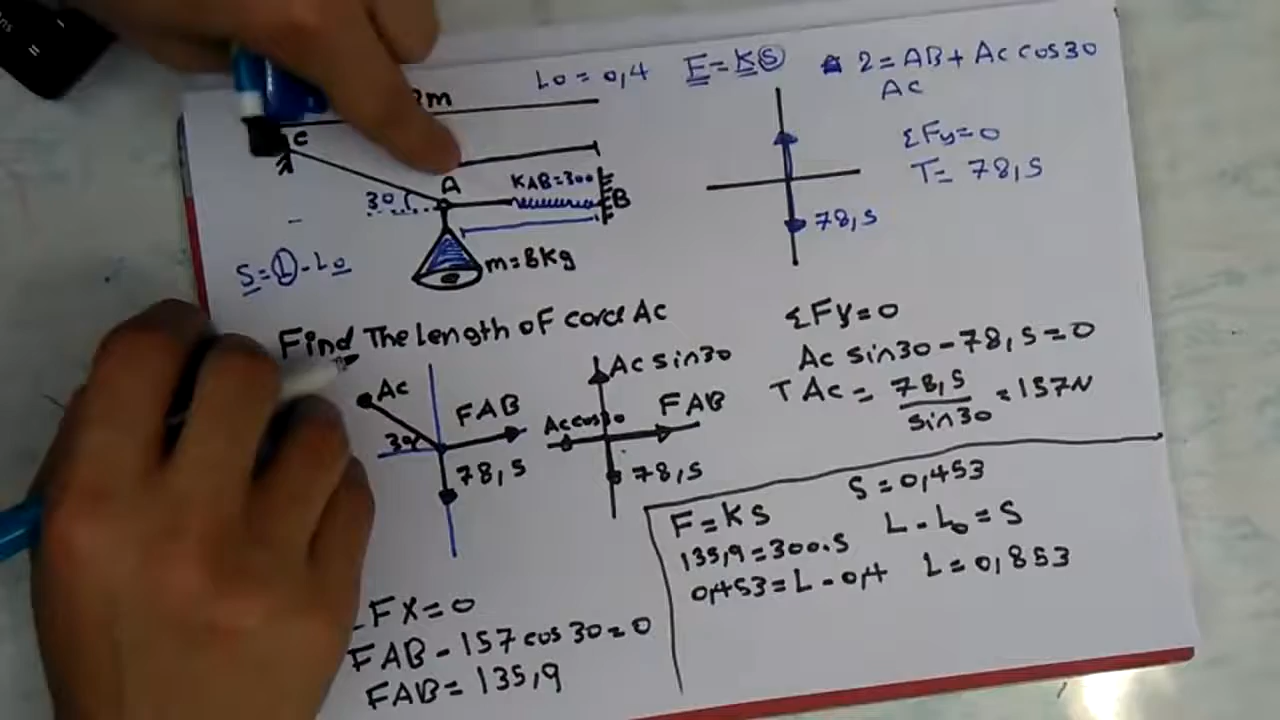 Lo = 0,4
F = KS
2 = AB + Ac cos30
Ac
m
C
A
KAB=300
B
30
m=8Kg
S = L - Lo
ΣFy=0
T= 78,5
78,5
Find The length oF cord Ac
Ac
30
FAB
78,5
Ac sin30
Ac cos30
FAB
78,5
ΣFy=0
Ac sin30 - 78,5 = 0
T Ac = 78,5 / sin30 = 157N
FX = 0
FAB - 157 cos 30 = 0
FAB = 135,9
F = KS
135,9 = 300.S
0,453 = L - 0,4
S = 0,453
L - Lo = S
L = 0,853